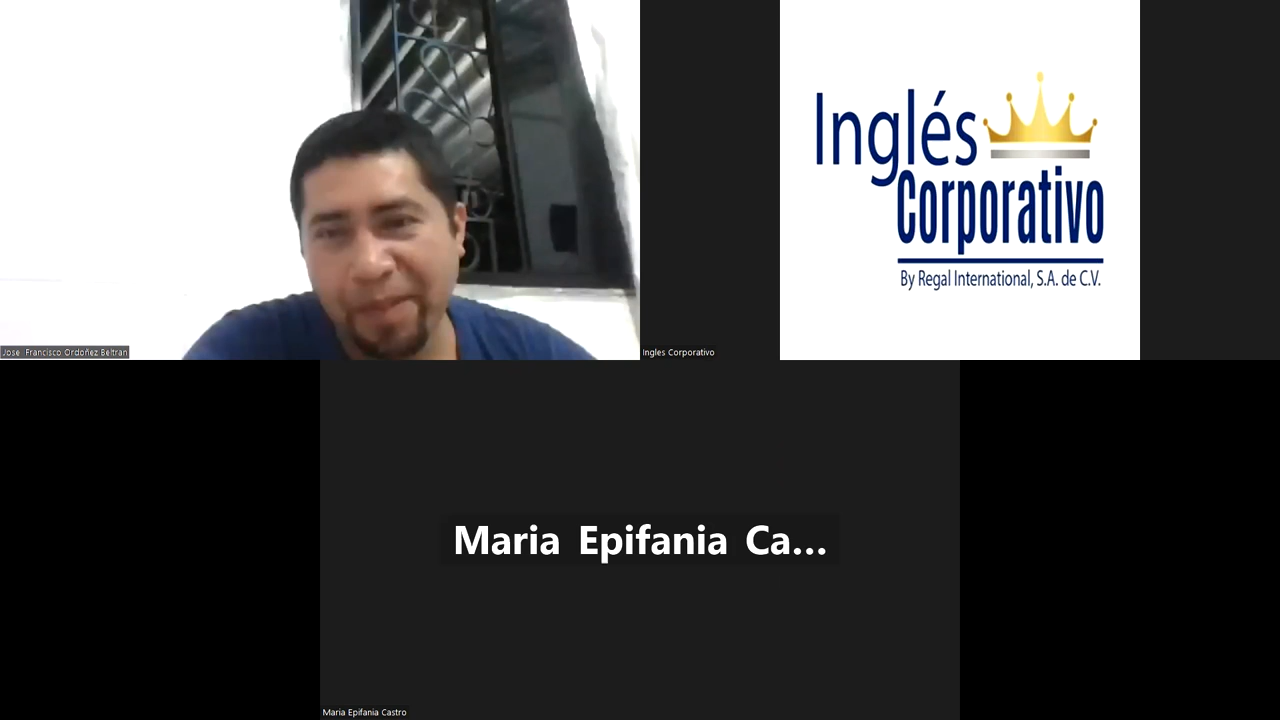 Inglés
Corporativo
By Regal International, S.A. de C.V.
Jose Francisco Ordoñez Beltran
Ingles Corporativo
Maria Epifania Ca...
Maria Epifania Castro